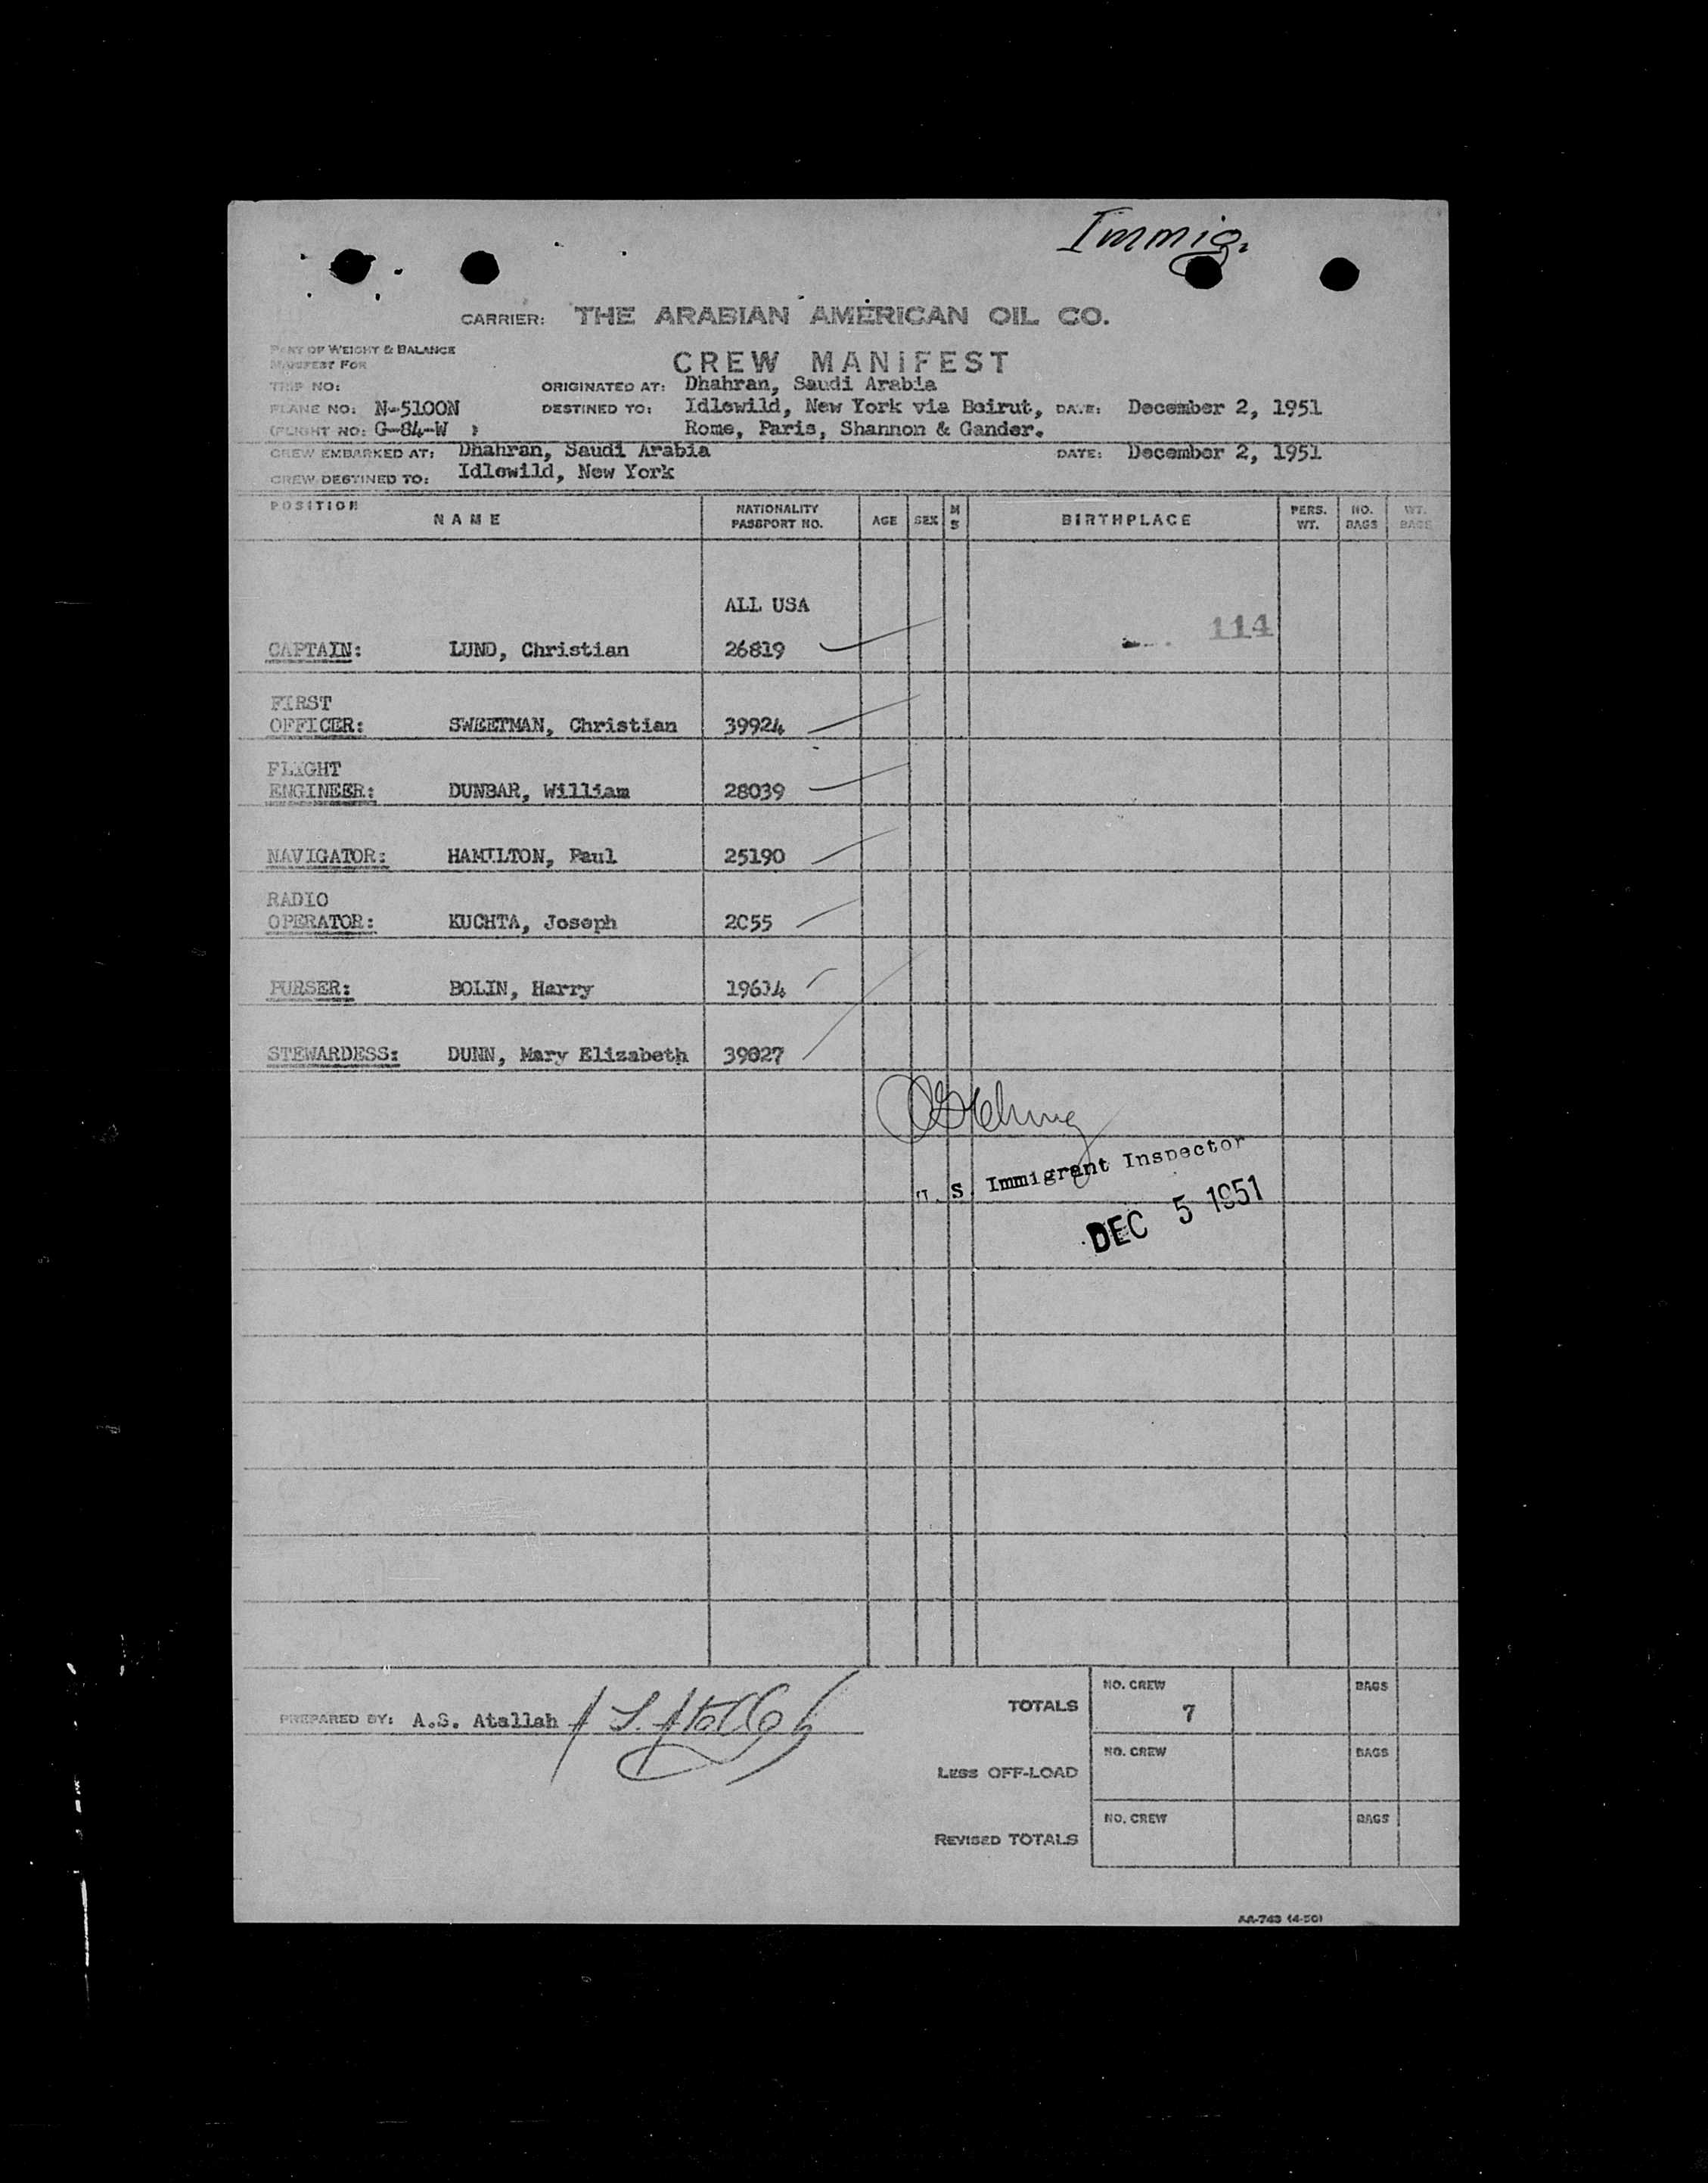 Immig.
CARRIER: THE ARABIAN AMERICAN OIL CO.
PART OF WEIGHT & BALANCE
MANIFEST FOR
CREW MANIFEST
TRIP NO:
ORIGINATED AT: Dhahran, Saudi Arabia
PLANE NO: N-5100N
DESTINED TO: Idlewild, New York via Beirut, DATE: December 2, 1951
(FLIGHT NO: G-84-W )
Rome, Paris, Shannon & Gander.
CREW EMBARKED AT: Dhahran, Saudi Arabia DATE: December 2, 1951
CREW DESTINED TO: Idlewild, New York
POSITION NAME NATIONALITY PASSPORT NO. AGE SEX M S BIRTHPLACE PERS. WT. NO. BAGS WT. BAGS
ALL USA
114
CAPTAIN: LUND, Christian 26819
FIRST
OFFICER: SWEETMAN, Christian 39924
FLIGHT
ENGINEER: DUNBAR, William 28039
NAVIGATOR: HAMILTON, Paul 25190
RADIO
OPERATOR: KUCHTA, Joseph 2055
PURSER: BOLIN, Harry 19614
STEWARDESS: DUNN, Mary Elizabeth 39827
U. S Immigrant Inspector
DEC 5 1951
PREPARED BY: A.S. Atallah A S. Atallah
TOTALS NO. CREW 7 BAGS
LESS OFF-LOAD NO. CREW BAGS
REVISED TOTALS NO. CREW BAGS
AA-743 (4-50)